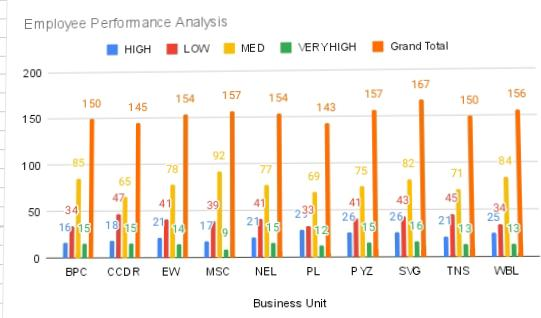 Employee Performance Analysis
HIGH LOW MED VERYHIGH Grand Total
200
150
100
50
0
16 34 85 15 150
18 47 65 15 145
21 41 78 14 154
17 39 92 9 157
21 41 77 15 154
33 69 12 143
26 41 75 15 157
26 43 82 16 167
21 45 71 13 150
25 34 84 13 156
BPC CCDR EW MSC NEL PL PYZ SVG TNS WBL
Business Unit